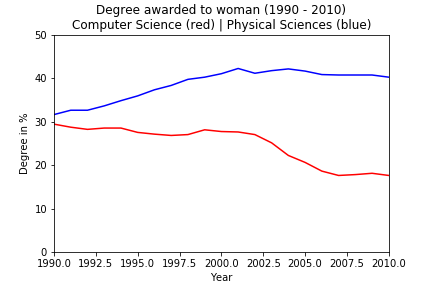 Degree awarded to woman (1990 - 2010)
Computer Science (red) | Physical Sciences (blue)
50
40
30
20
10
0
Degree in %
1990.0 1992.5 1995.0 1997.5 2000.0 2002.5 2005.0 2007.5 2010.0
Year